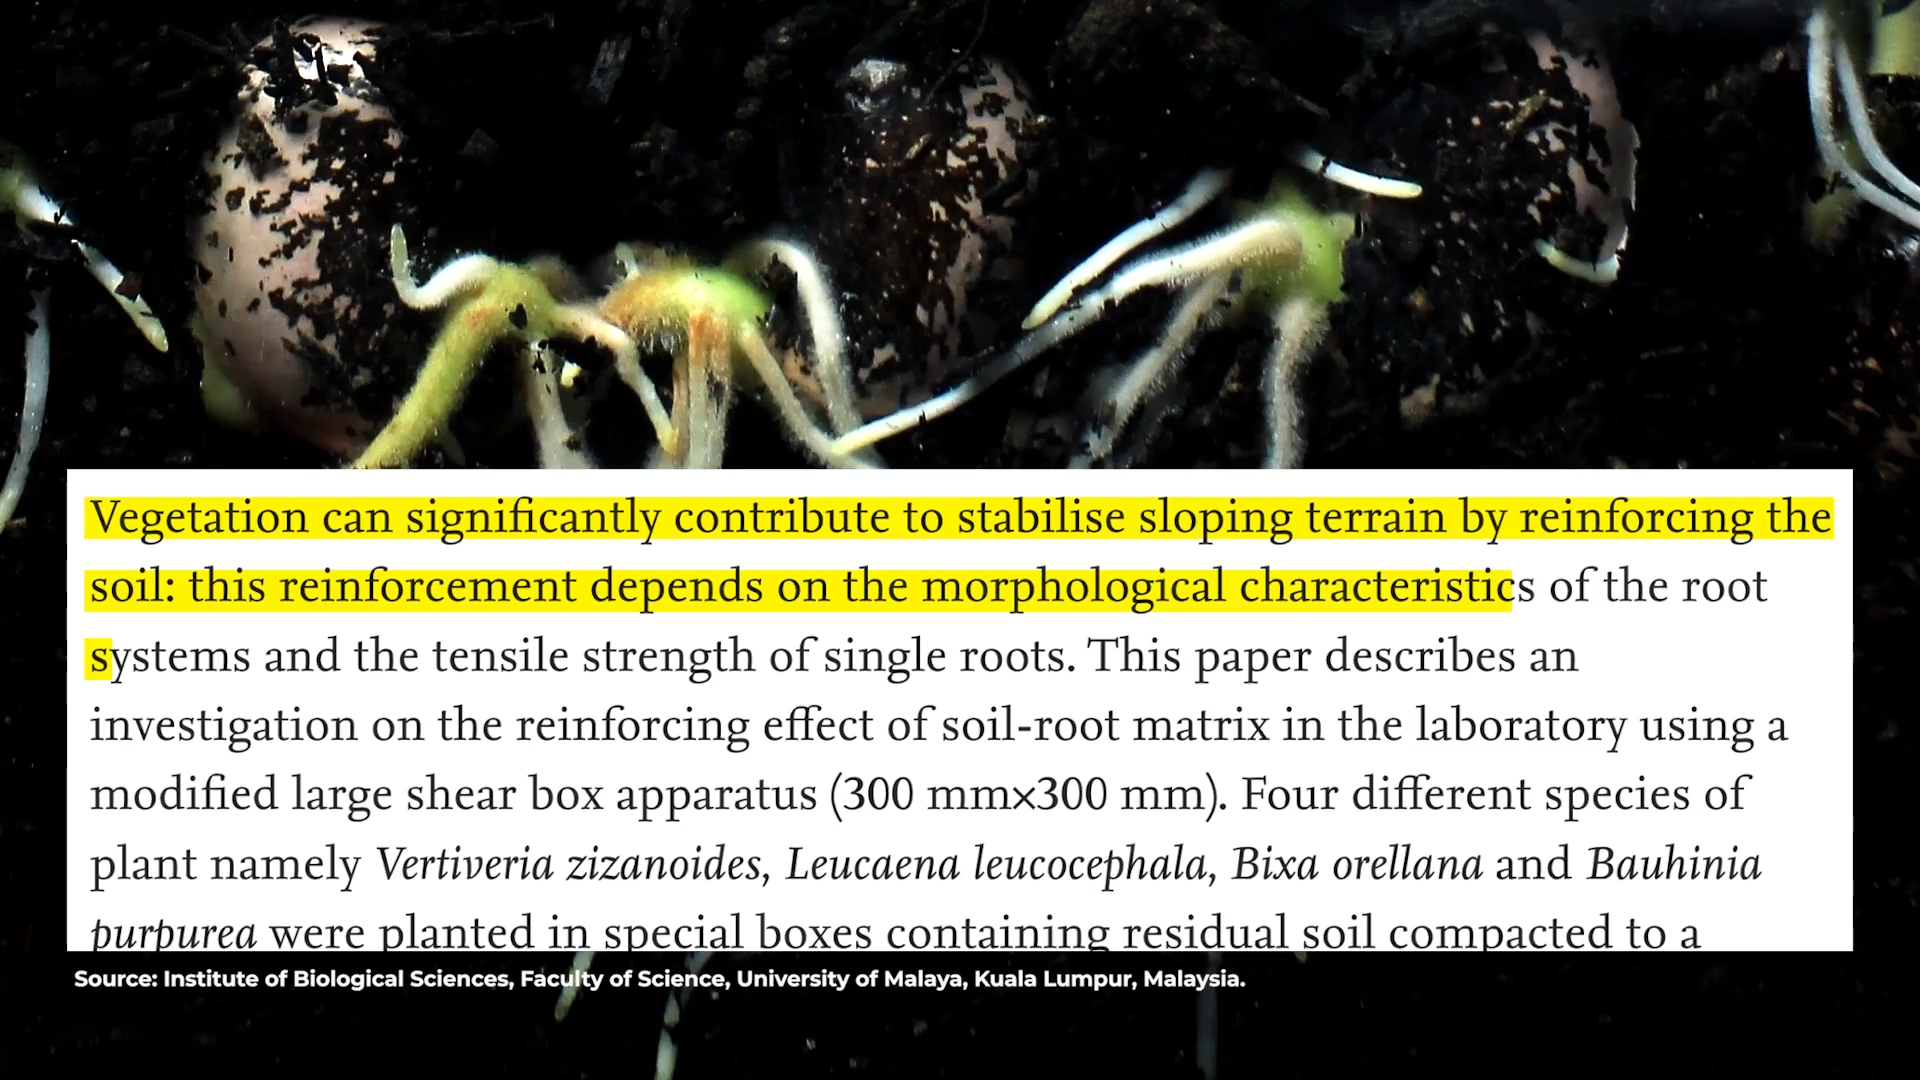 Vegetation can significantly contribute to stabilise sloping terrain by reinforcing the
soil: this reinforcement depends on the morphological characteristics of the root
systems and the tensile strength of single roots. This paper describes an
investigation on the reinforcing effect of soil-root matrix in the laboratory using a
modified large shear box apparatus (300 mm×300 mm). Four different species of
plant namely Vertiveria zizanoides, Leucaena leucocephala, Bixa orellana and Bauhinia
purpurea were planted in special boxes containing residual soil compacted to a
Source: Institute of Biological Sciences, Faculty of Science, University of Malaya, Kuala Lumpur, Malaysia.